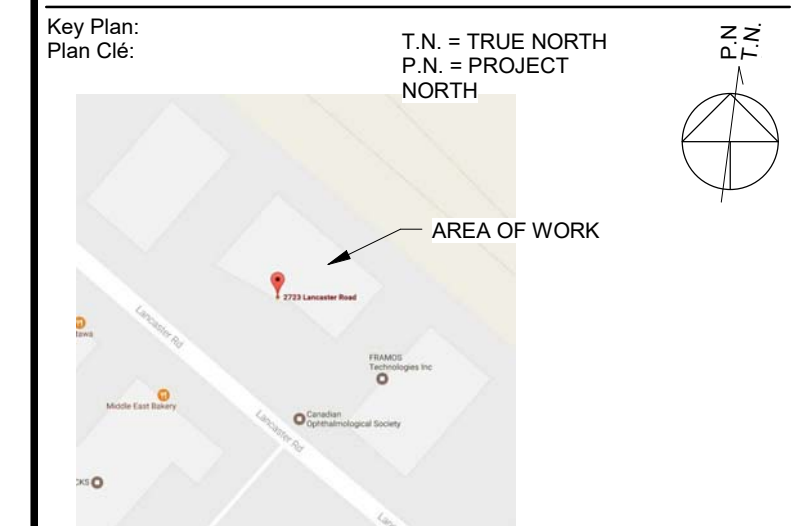 Key Plan:
Plan Clé:
T.N. = TRUE NORTH
P.N. = PROJECT
NORTH
P.N
T.N.
AREA OF WORK
2723 Lancaster Road
Lancaster Rd
FRAMOS
Technologies Inc
Middle East Bakery
Canadian
Ophthalmological Society
Lancaster Rd